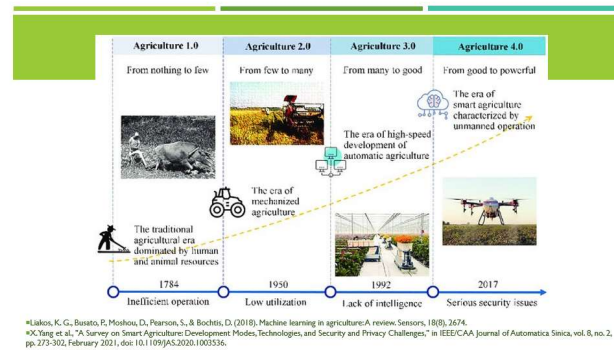 Agriculture 1.0
Agriculture 2.0
Agriculture 3.0
Agriculture 4.0
From nothing to few
From few to many
From many to good
From good to powerful
The era of
smart agriculture
characterized by
unmanned operation
The era of high-speed
development of
automatic agriculture
The era of
mechanized
agriculture
The traditional
agricultural era
dominated by human
and animal resources
1784
1950
1992
2017
Inefficient operation
Low utilization
Lack of intelligence
Serious security issues
▪Liakos, K. G., Busato, P., Moshou, D., Pearson, S., & Bochtis, D. (2018). Machine learning in agriculture: A review. Sensors, 18(8), 2674.
▪X. Yang et al., "A Survey on Smart Agriculture: Development Modes, Technologies, and Security and Privacy Challenges," in IEEE/CAA Journal of Automatica Sinica, vol. 8, no. 2,
pp. 273-302, February 2021, doi: 10.1109/JAS.2020.1003536.